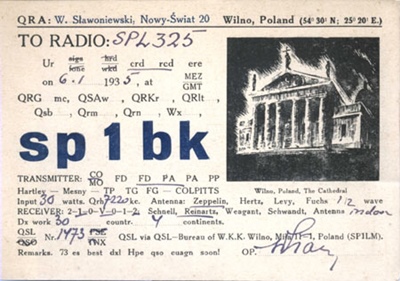 QRA: W. Sławoniewski, Nowy-Świat 20 Wilno, Poland (54° 30' N; 25° 20' E.)
TO RADIO: SPL325
Ur sigs hrd crd rcd ere
fone wkd
on 6.1 1935, at MEZ
GMT
QRG mc, QSAw , QRKr , QRIt ,
Qsb , Qrm , Qrn , Wx ,
sp1bk
TRANSMITTER: CO FD FD PA PA PP
MO
Hartley - Mesny - TP TG FG - COLPITTS
Wilno, Poland, The Cathedral
Input 30 watts. Qrh 7220 kc. Antenna: Zeppelin, Hertz, Levy, Fuchs 1/2 wave
RECEIVER: 2-1-0-v-0-1-2. Schnell, Reinartz, Weagant, Schwandt, Antenna indoor
Dx work 30 countr. 4 continents.
QSL Nr. 1473 PSE QSL via QSL-Bureau of W.K.K. Wilno, Poland (SP1LM).
QSO TNX
Remarks. 73 es best dx! Hpe qso cuagn soon! OP.